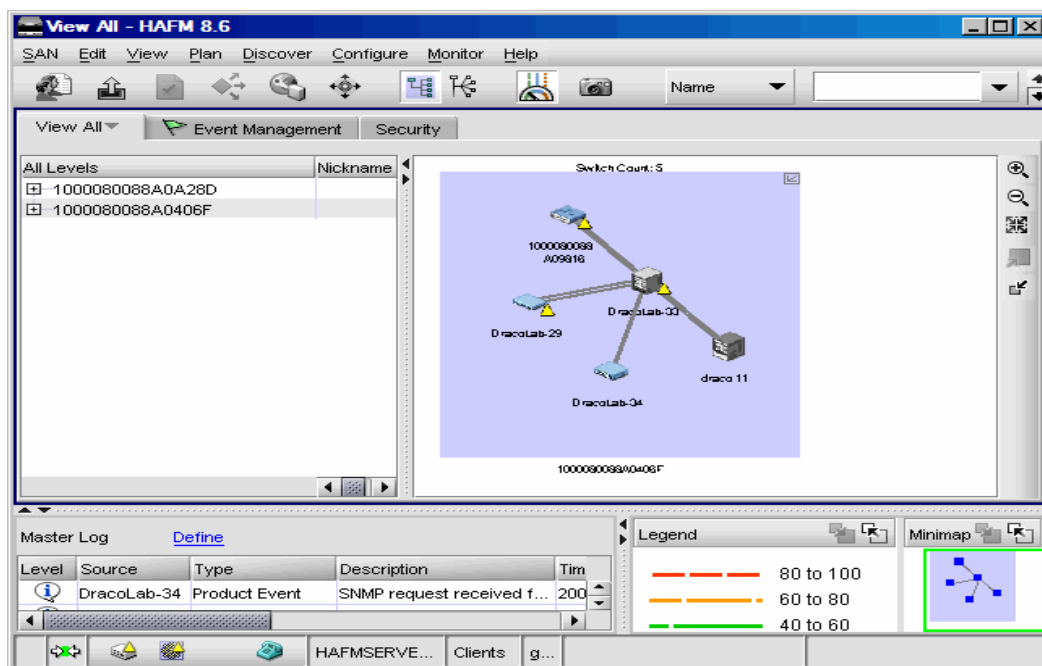 View All - HAFM 8.6
SAN Edit View Plan Discover Configure Monitor Help
Name
View All Event Management Security
All Levels Nickname
1000080088A0A28D
1000080088A0406F
Switch Count: 5
1000080088
A09816
DracoLab-33
DracoLab-29
draco 11
DracoLab-34
1000080088A0406F
Master Log Define
Legend
Minimap
Level Source Type Description Tim
DracoLab-34 Product Event SNMP request received f... 200
80 to 100
60 to 80
40 to 60
HAFMSERVE... Clients g...